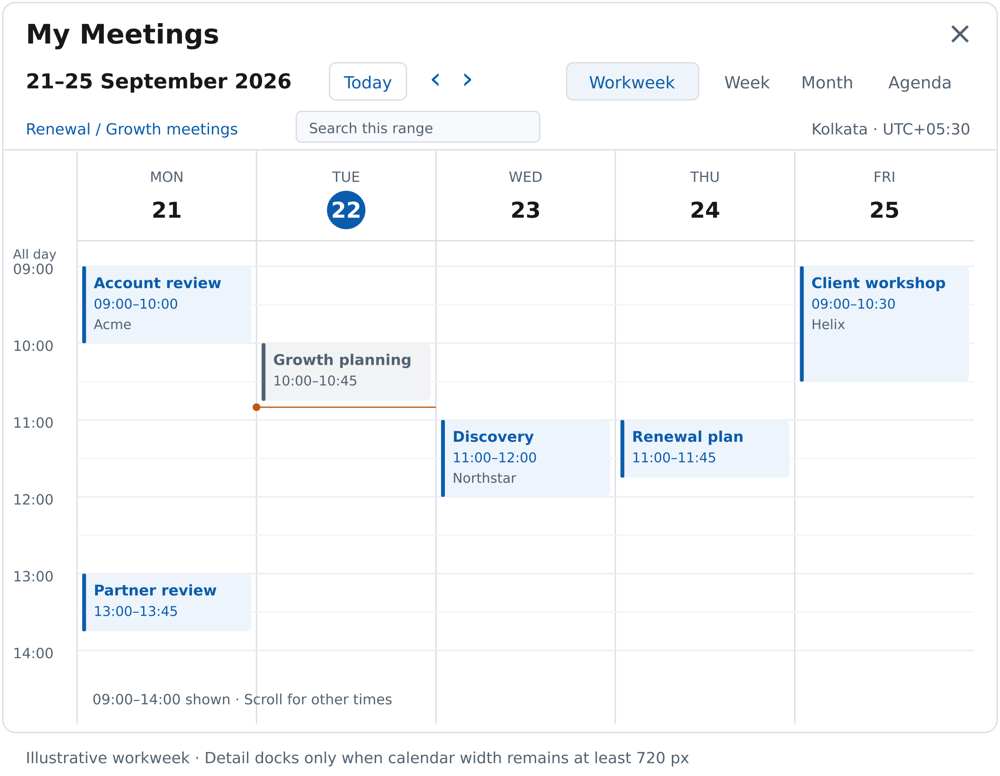 My Meetings
×
21–25 September 2026 Today ‹ › Workweek Week Month Agenda
Renewal / Growth meetings Search this range Kolkata · UTC+05:30
MON TUE WED THU FRI
21 22 23 24 25
All day
09:00
Account review
09:00–10:00
Acme
Client workshop
09:00–10:30
Helix
10:00
Growth planning
10:00–10:45
11:00
Discovery
11:00–12:00
Northstar
Renewal plan
11:00–11:45
12:00
13:00
Partner review
13:00–13:45
14:00
09:00–14:00 shown · Scroll for other times
Illustrative workweek · Detail docks only when calendar width remains at least 720 px